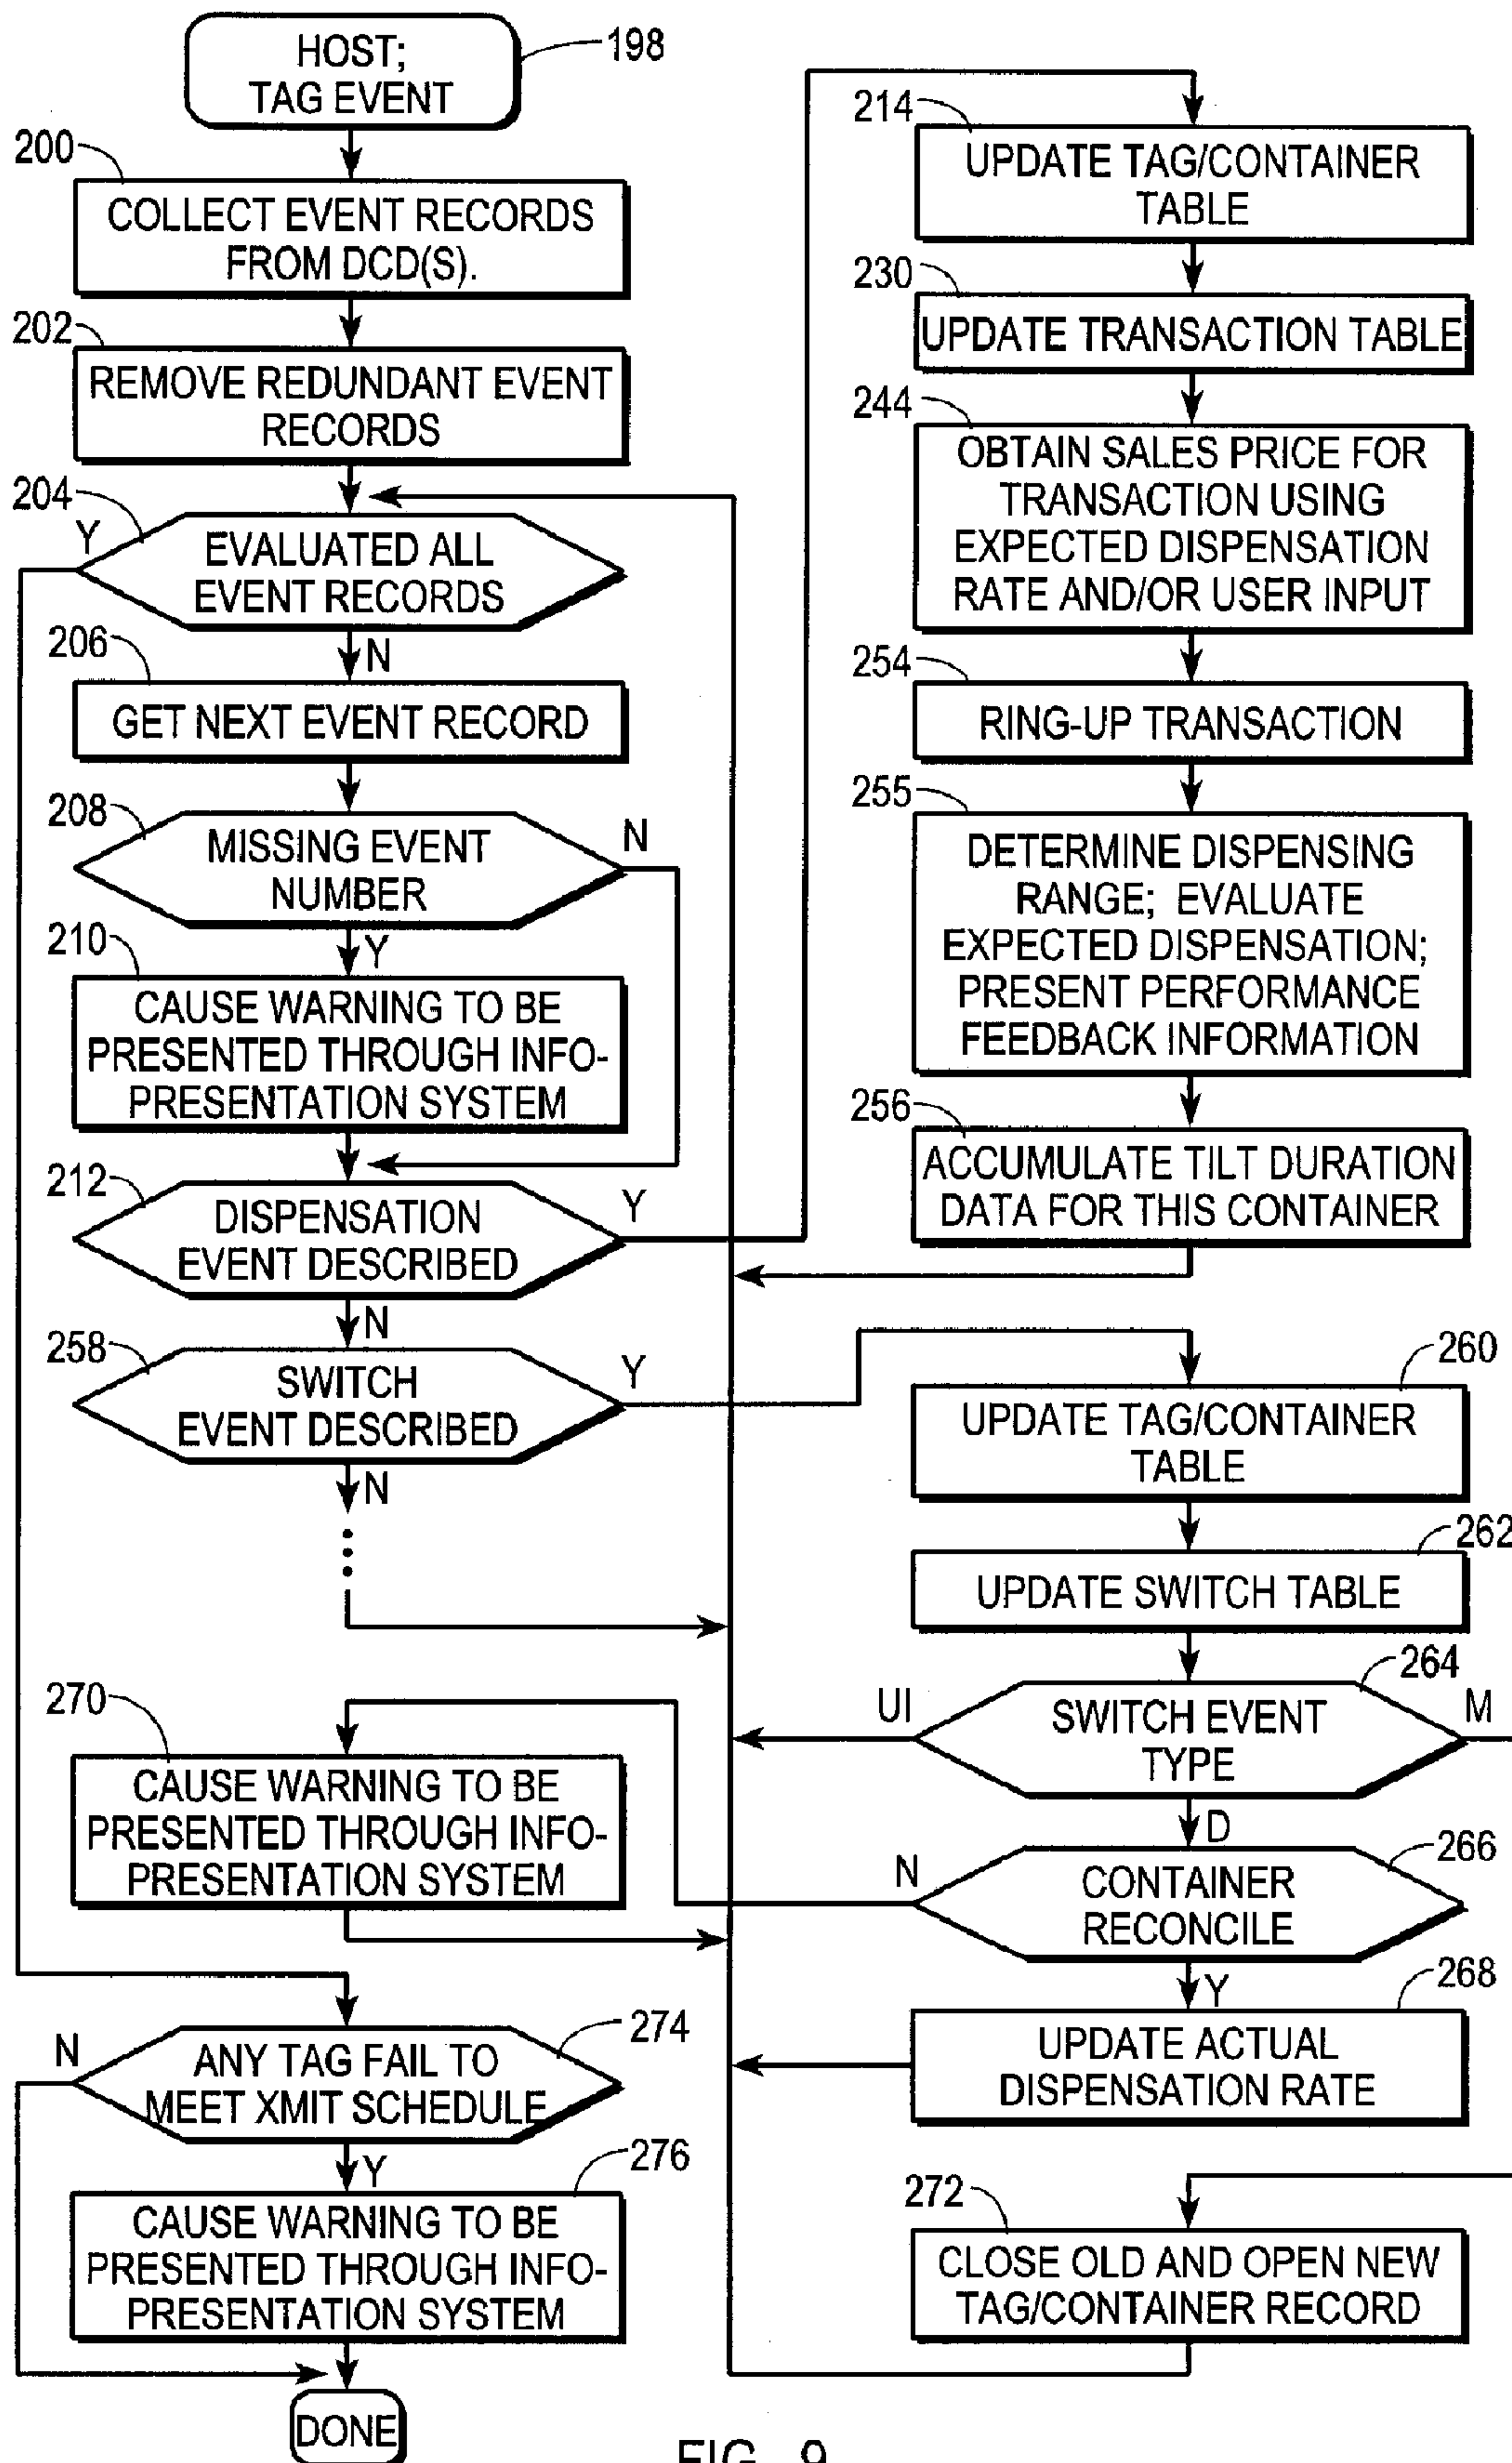 HOST;
TAG EVENT
198
200
COLLECT EVENT RECORDS
FROM DCD(S).
202
REMOVE REDUNDANT EVENT
RECORDS
204
Y
EVALUATED ALL
EVENT RECORDS
N
206
GET NEXT EVENT RECORD
208
MISSING EVENT
NUMBER
N
Y
210
CAUSE WARNING TO BE
PRESENTED THROUGH INFO-
PRESENTATION SYSTEM
212
DISPENSATION
EVENT DESCRIBED
Y
N
258
SWITCH
EVENT DESCRIBED
Y
N
270
CAUSE WARNING TO BE
PRESENTED THROUGH INFO-
PRESENTATION SYSTEM
274
N
ANY TAG FAIL TO
MEET XMIT SCHEDULE
Y
276
CAUSE WARNING TO BE
PRESENTED THROUGH INFO-
PRESENTATION SYSTEM
DONE
214
UPDATE TAG/CONTAINER
TABLE
230
UPDATE TRANSACTION TABLE
244
OBTAIN SALES PRICE FOR
TRANSACTION USING
EXPECTED DISPENSATION
RATE AND/OR USER INPUT
254
RING-UP TRANSACTION
255
DETERMINE DISPENSING
RANGE; EVALUATE
EXPECTED DISPENSATION;
PRESENT PERFORMANCE
FEEDBACK INFORMATION
256
ACCUMULATE TILT DURATION
DATA FOR THIS CONTAINER
260
UPDATE TAG/CONTAINER
TABLE
262
UPDATE SWITCH TABLE
264
UI
SWITCH EVENT
TYPE
M
D
266
N
CONTAINER
RECONCILE
Y
268
UPDATE ACTUAL
DISPENSATION RATE
272
CLOSE OLD AND OPEN NEW
TAG/CONTAINER RECORD
FIG. 9